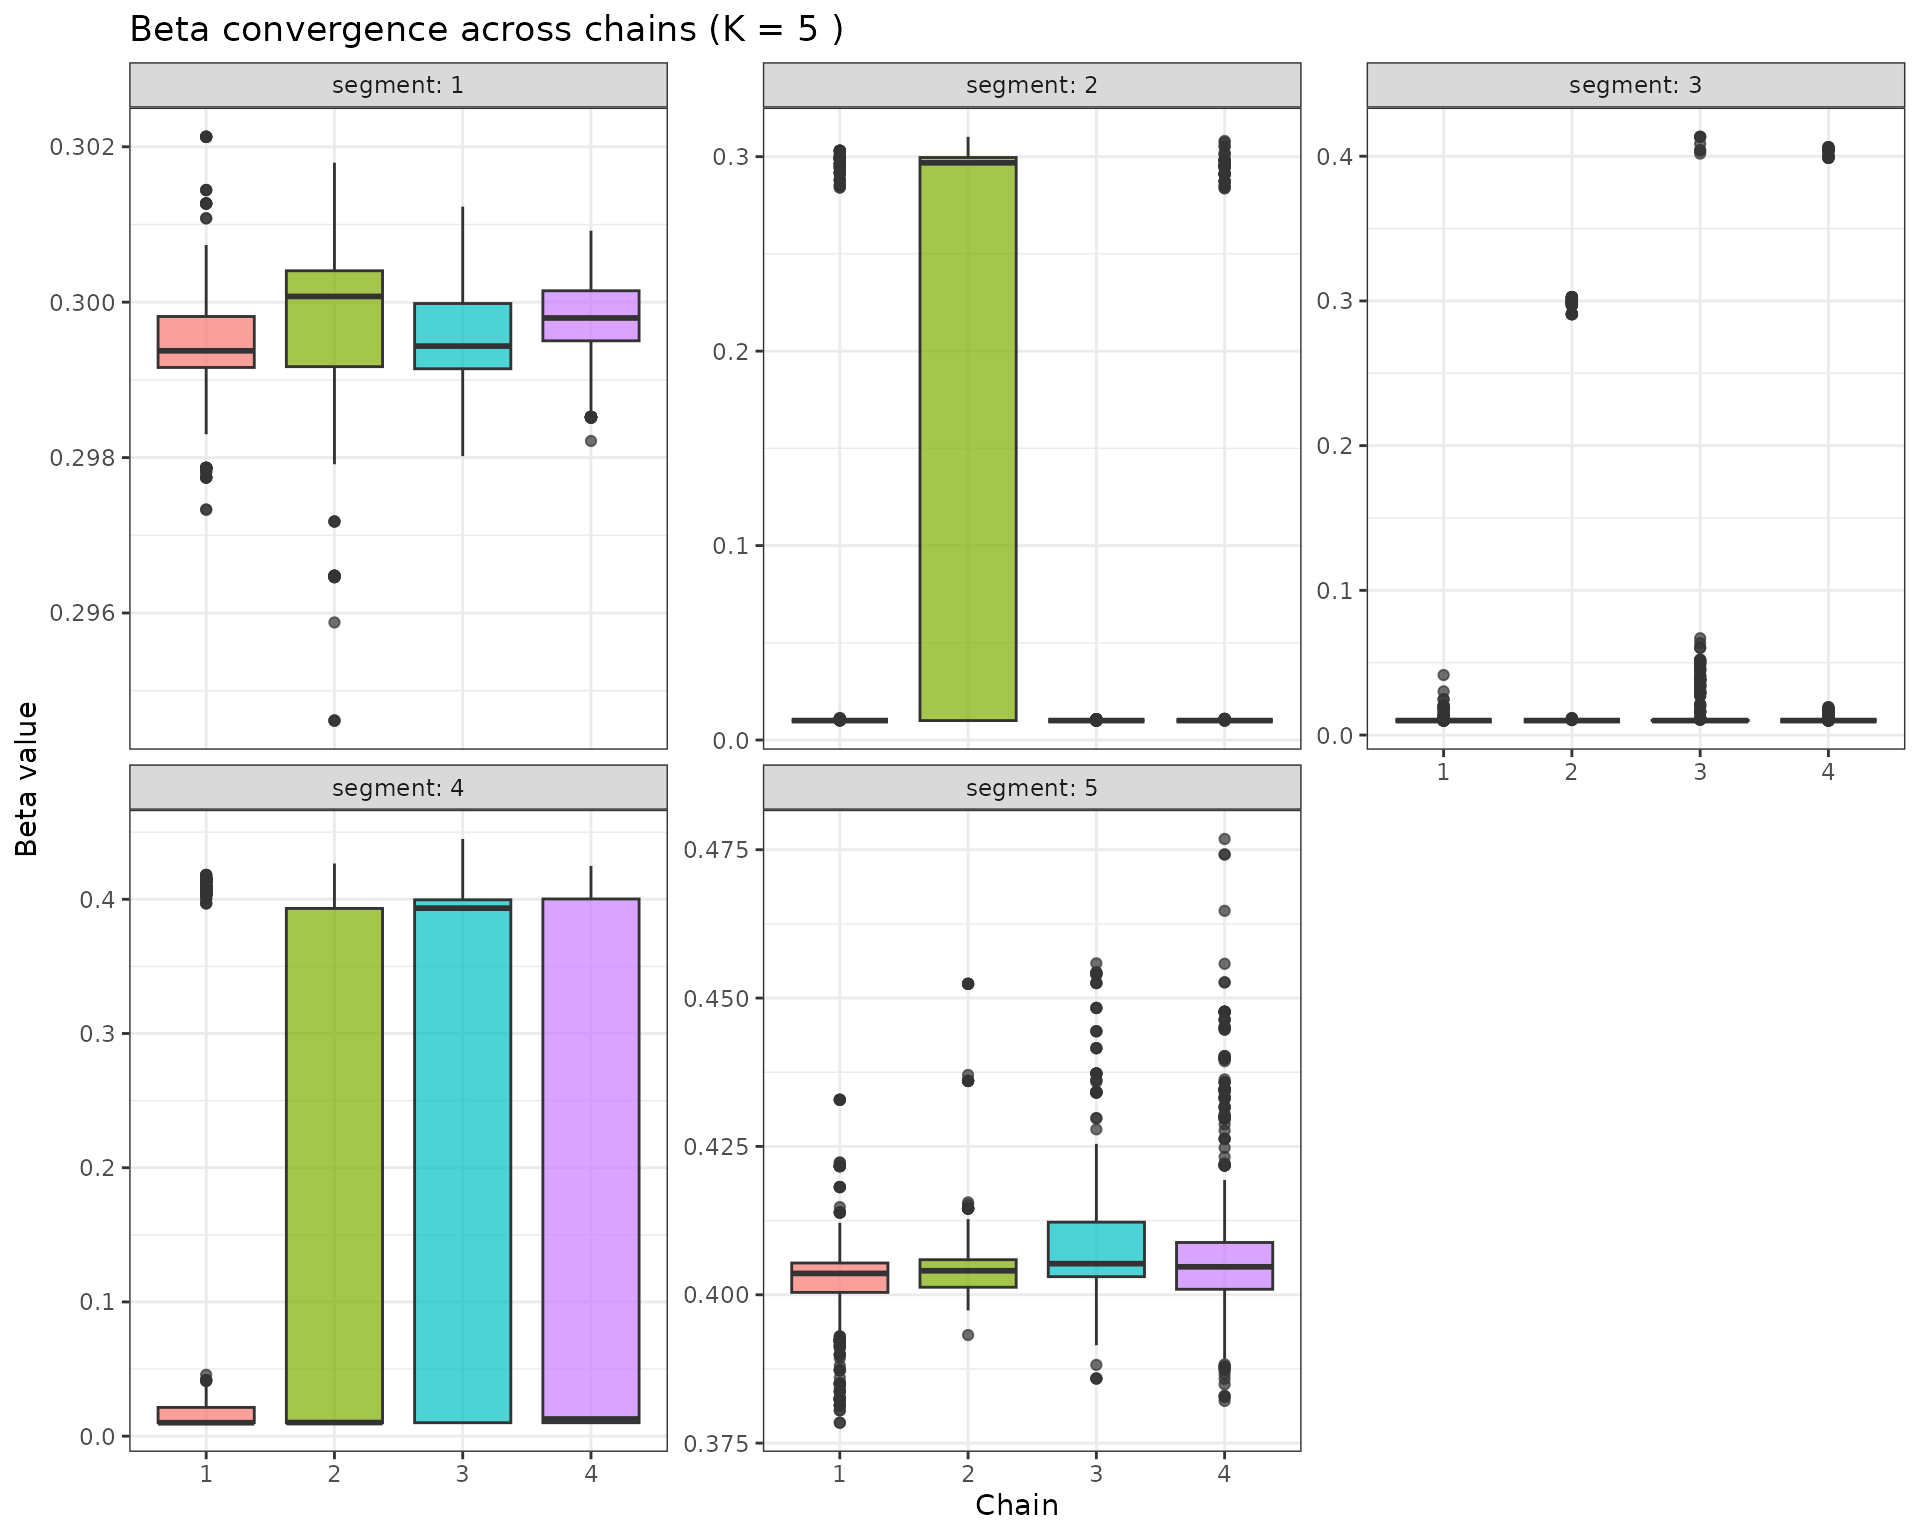 Beta convergence across chains (K = 5 )
segment: 1
segment: 2
segment: 3
0.302
0.300
0.298
0.296
0.3
0.2
0.1
0.0
0.4
0.3
0.2
0.1
0.0
1 2 3 4
Beta value
segment: 4
segment: 5
0.4
0.3
0.2
0.1
0.0
0.475
0.450
0.425
0.400
0.375
1 2 3 4
1 2 3 4
Chain